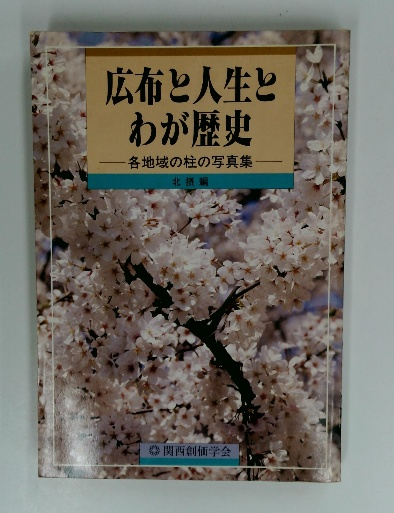 広布と人生と
わが歴史
―各地域の柱の写真集―
北摂編
◎関西創価学会